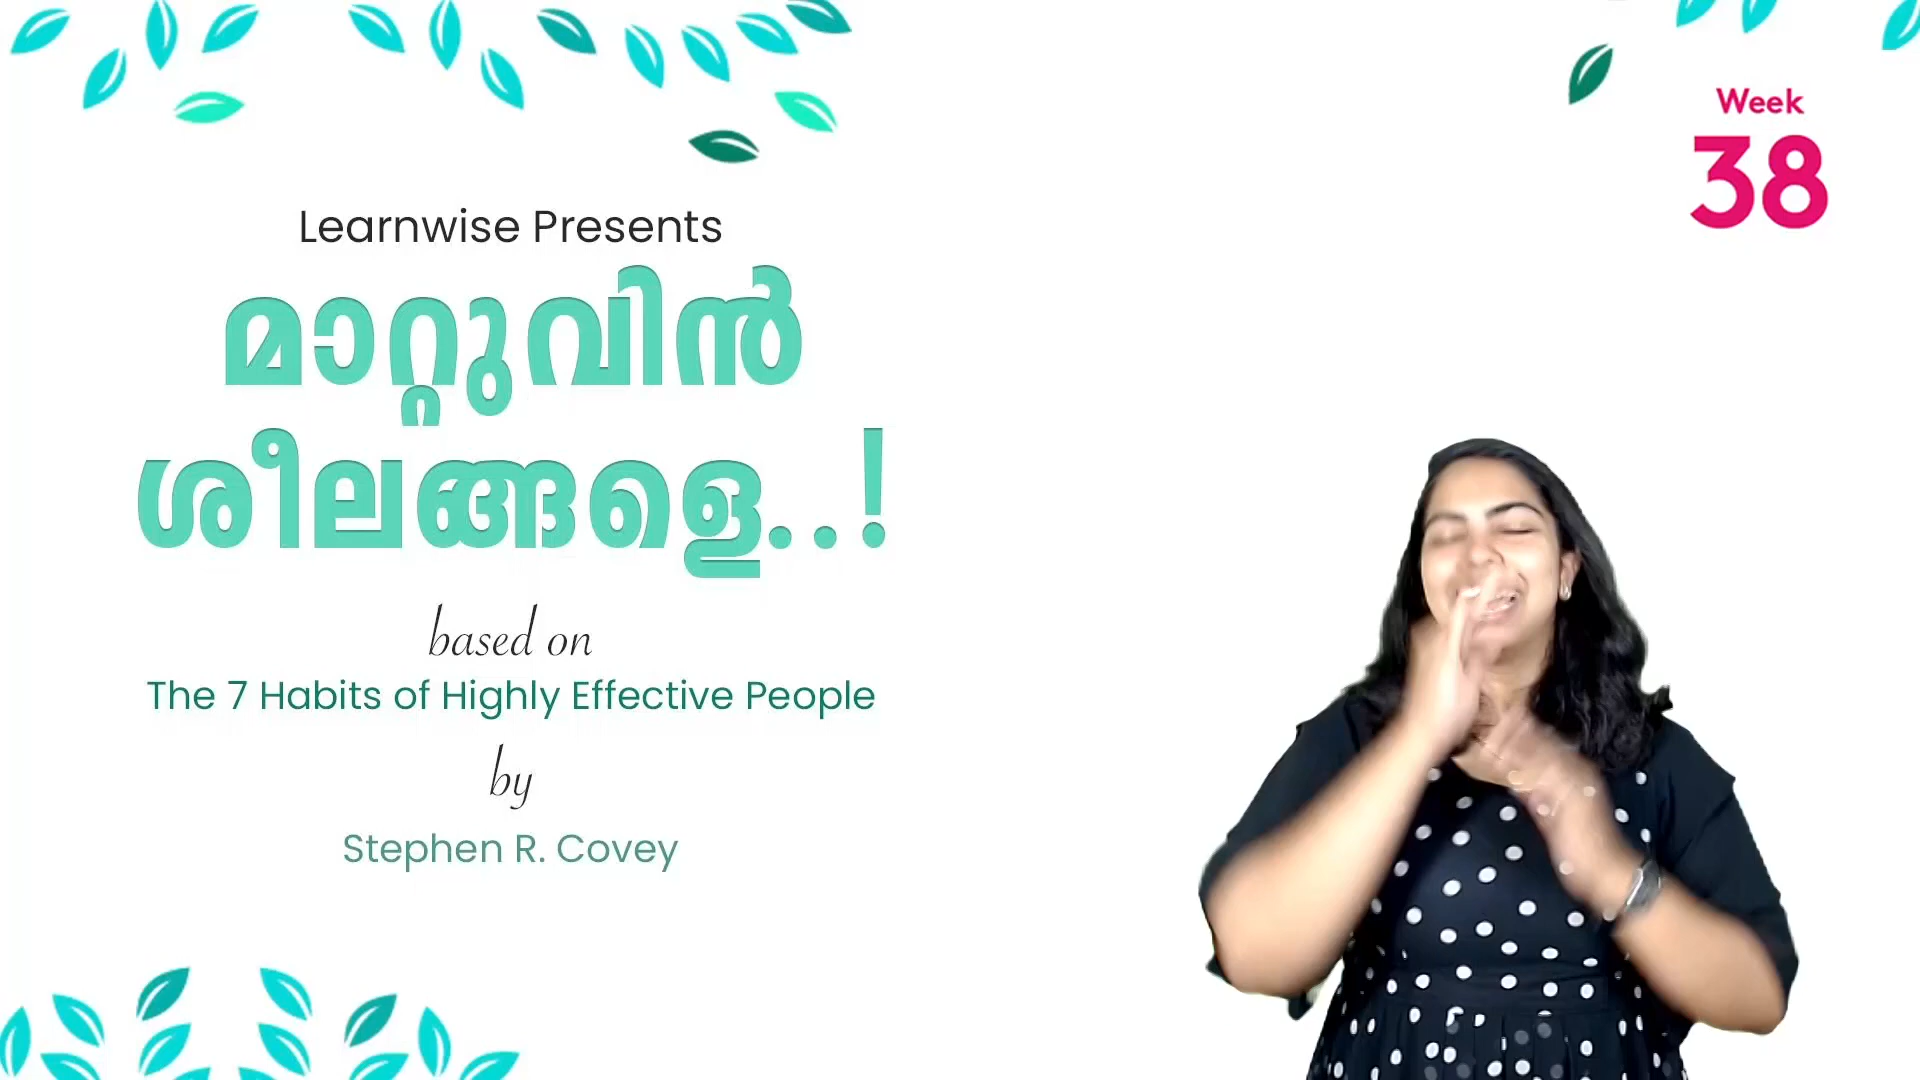 Week
38
Learnwise Presents
മാറ്റുവിൻ
ശീലങ്ങളെ..!
based on
The 7 Habits of Highly Effective People
by
Stephen R. Covey